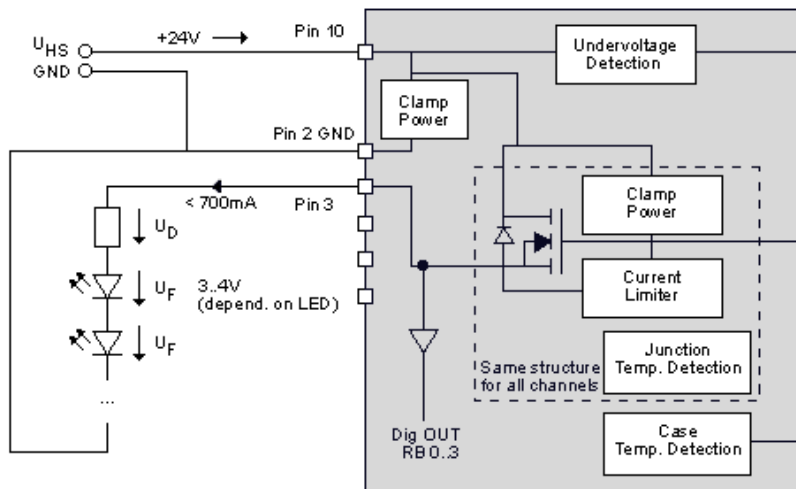 U_HS
+24V
Pin 10
GND
Undervoltage
Detection
Clamp
Power
Pin 2 GND
< 700mA
Pin 3
U_D
U_F
3..4V
(depend. on LED)
U_F
...
Clamp
Power
Current
Limiter
Same structure
for all channels
Junction
Temp. Detection
Dig OUT
RB0..3
Case
Temp. Detection